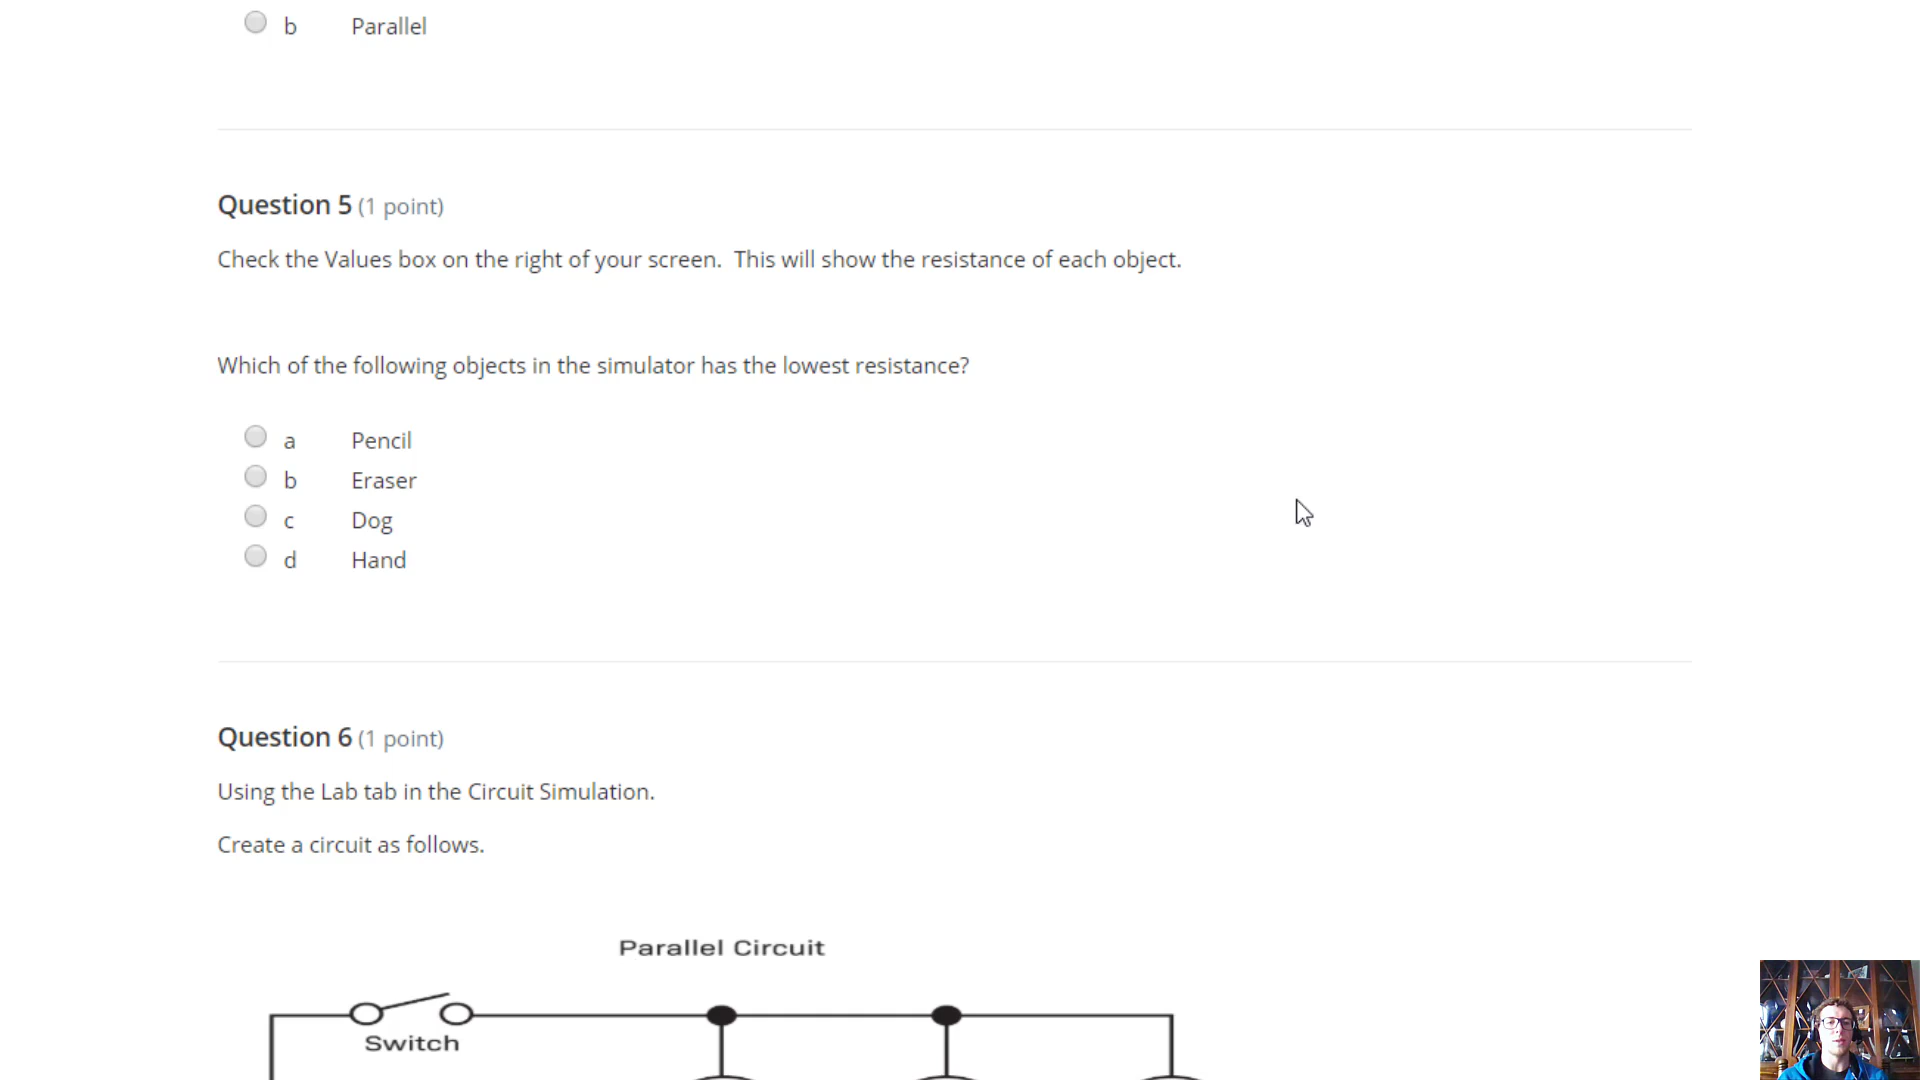 b Parallel
Question 5 (1 point)
Check the Values box on the right of your screen. This will show the resistance of each object.
Which of the following objects in the simulator has the lowest resistance?
a Pencil
b Eraser
c Dog
d Hand
Question 6 (1 point)
Using the Lab tab in the Circuit Simulation.
Create a circuit as follows.
Parallel Circuit
Switch